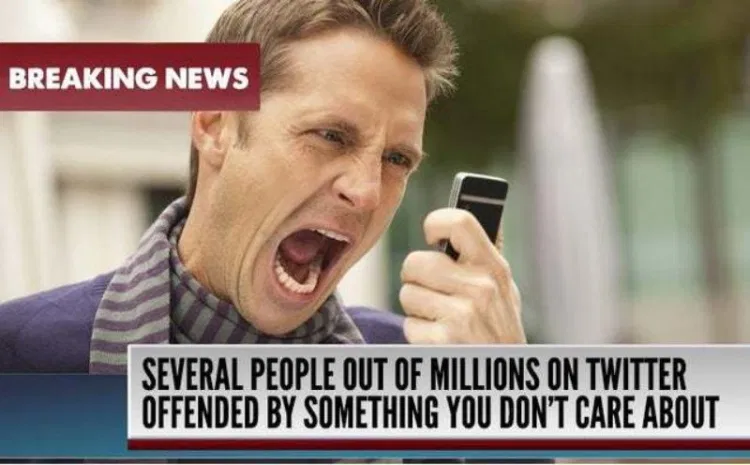 BREAKING NEWS
SEVERAL PEOPLE OUT OF MILLIONS ON TWITTER
OFFENDED BY SOMETHING YOU DON'T CARE ABOUT